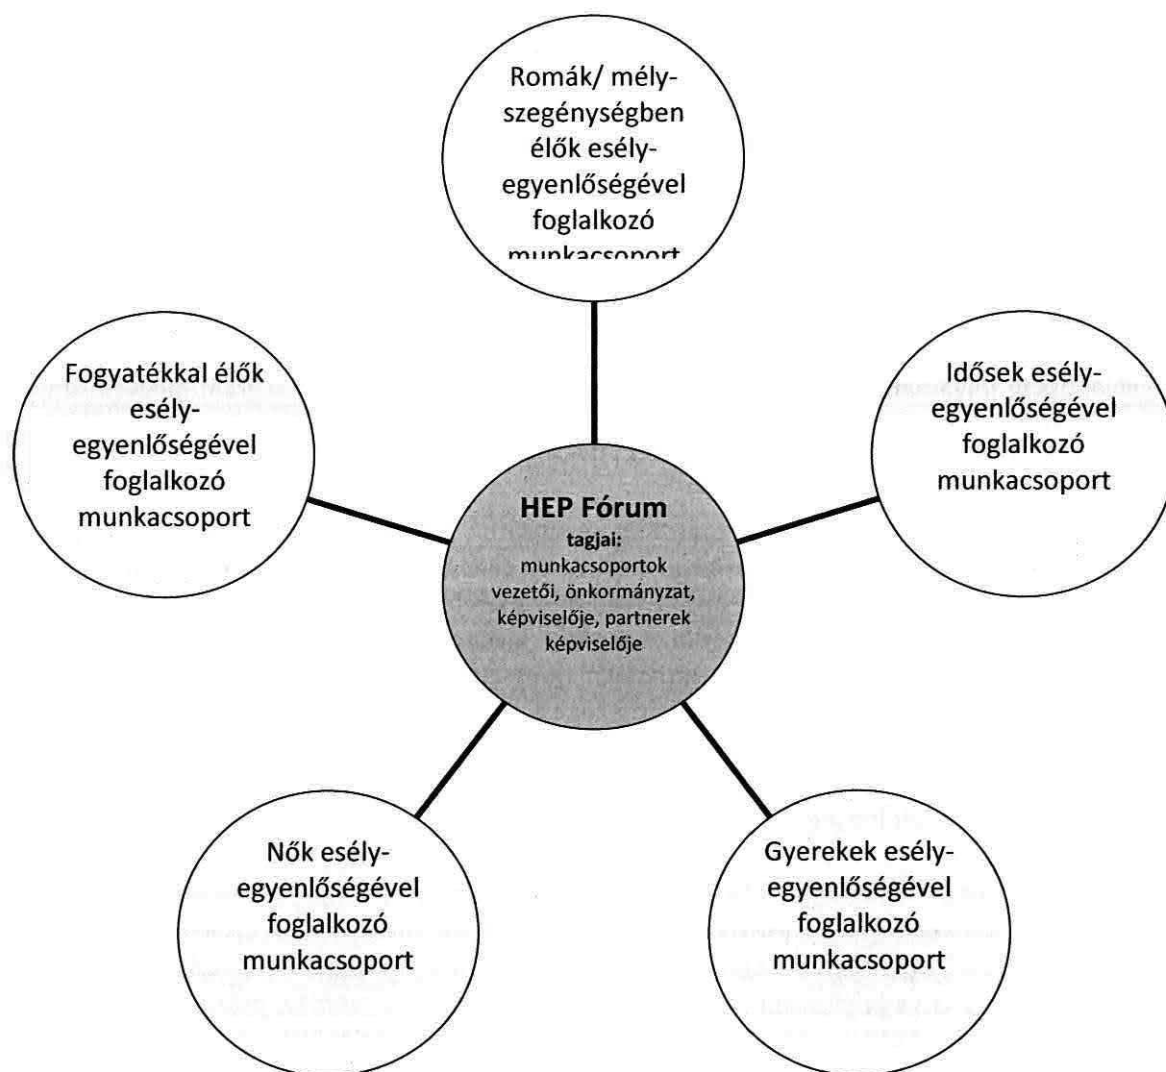 Romák/ mély-
szegénységben
élők esély-
egyenlőségével
foglalkozó
munkacsoport
Fogyatékkal élők
esély-
egyenlőségével
foglalkozó
munkacsoport
Idősek esély-
egyenlőségével
foglalkozó
munkacsoport
HEP Fórum
tagjai:
munkacsoportok
vezetői, önkormányzat,
képviselője, partnerek
képviselője
Nők esély-
egyenlőségével
foglalkozó
munkacsoport
Gyerekek esély-
egyenlőségével
foglalkozó
munkacsoport